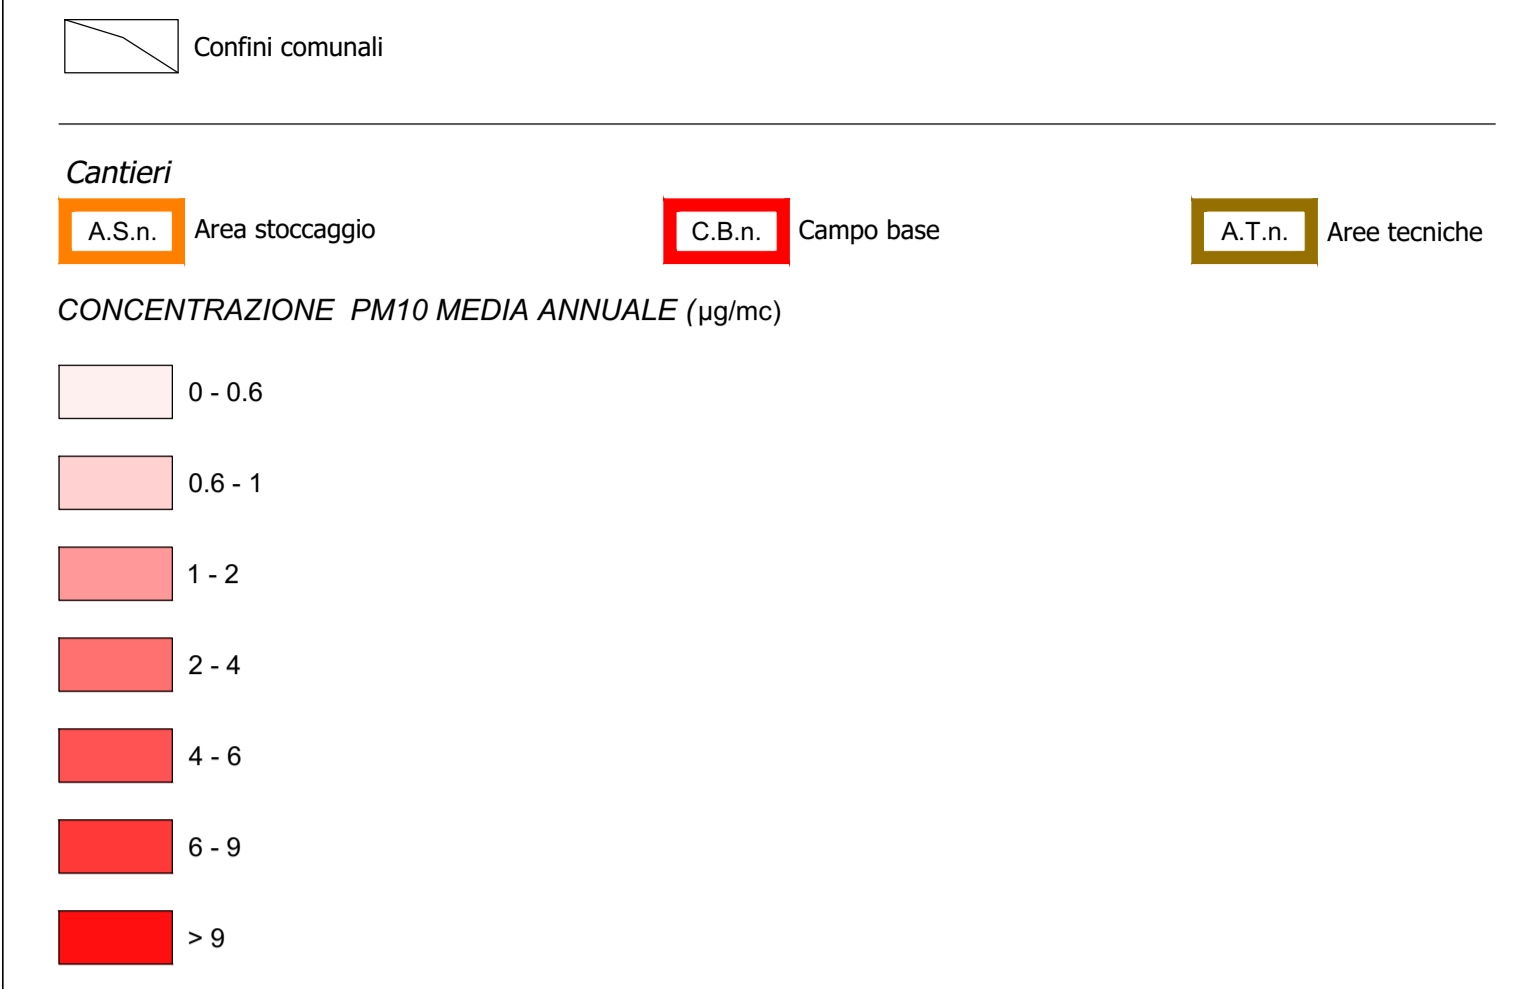 Confini comunali
Cantieri
A.S.n. Area stoccaggio C.B.n. Campo base A.T.n. Aree tecniche
CONCENTRAZIONE PM10 MEDIA ANNUALE (µg/mc)
0 - 0.6
0.6 - 1
1 - 2
2 - 4
4 - 6
6 - 9
> 9